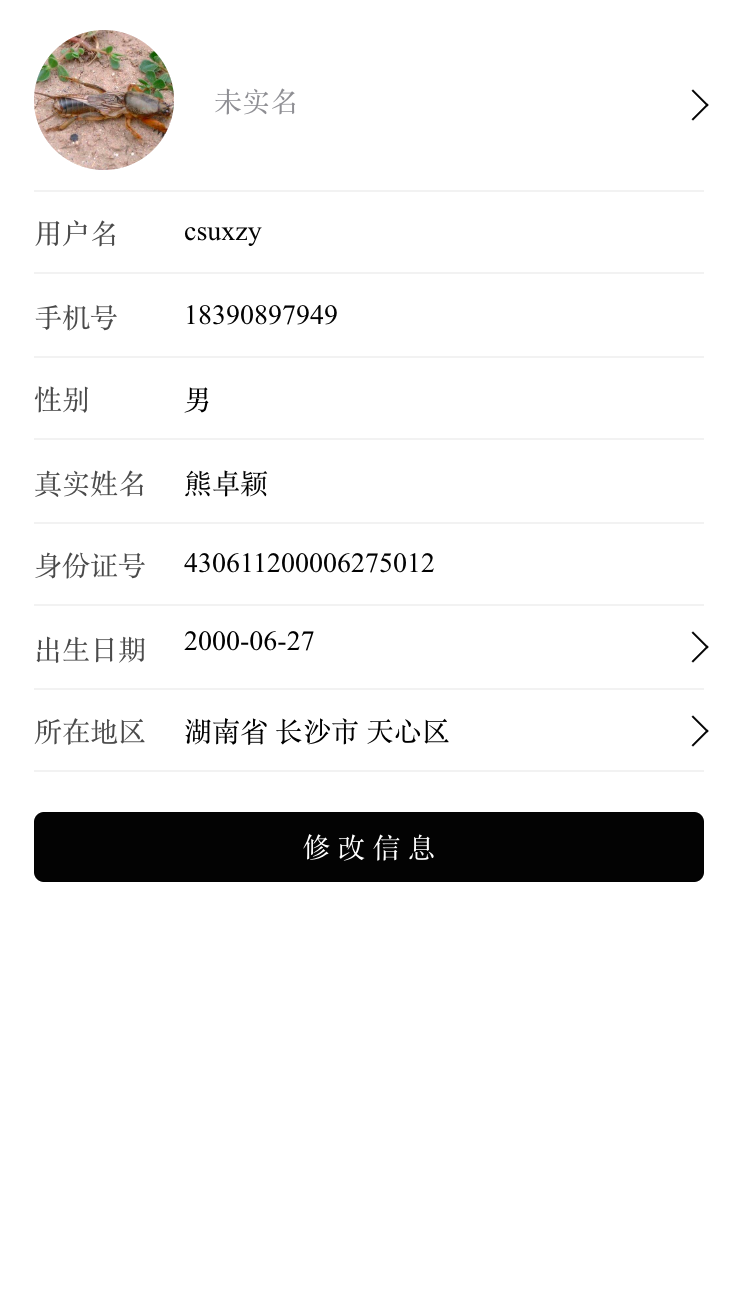 未实名
用户名 csuxzy
手机号 18390897949
性别 男
真实姓名 熊卓颖
身份证号 430611200006275012
出生日期 2000-06-27
所在地区 湖南省 长沙市 天心区
修改信息